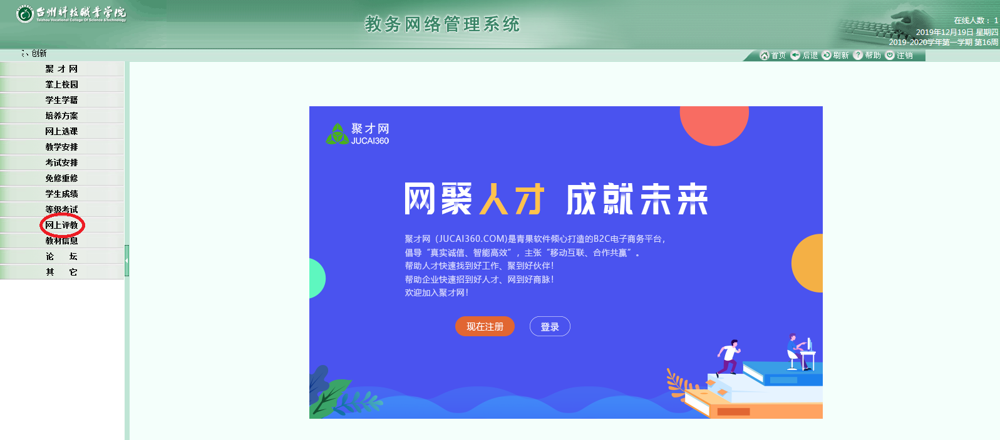 台州科技職業学院
Taizhou Vocational College Of Science &Technology
教务网络管理系统
在线人数： 1
2019年12月19日 星期四
2019-2020学年第一学期 第16周
创新
首页 后退 刷新 帮助 注销
聚 才 网
掌上校园
学生学籍
培养方案
网上选课
教学安排
考试安排
免修重修
学生成绩
等级考试
网上评教
教材信息
论 坛
其 它
聚才网
JUCAI360
网聚人才 成就未来
聚才网（JUCAI360.COM)是青果软件倾心打造的B2C电子商务平台，
倡导“真实诚信、智能高效”，主张“移动互联、合作共赢”。
帮助人才快速找到好工作、聚到好伙伴！
帮助企业快速招到好人才、网到好商脉！
欢迎加入聚才网！
现在注册 登录